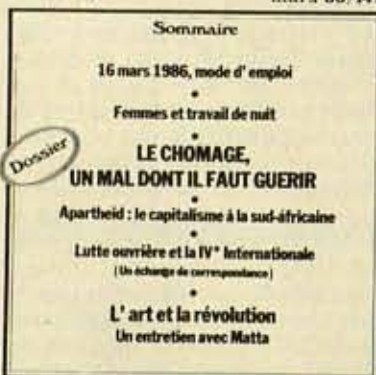 Sommaire
16 mars 1986, mode d' emploi
Femmes et travail de nuit
Dossier
LE CHOMAGE,
UN MAL DONT IL FAUT GUERIR
Apartheid : le capitalisme à la sud-africaine
Lutte ouvrière et la IV° Internationale
( Un échange de correspondance )
L' art et la révolution
Un entretien avec Matta